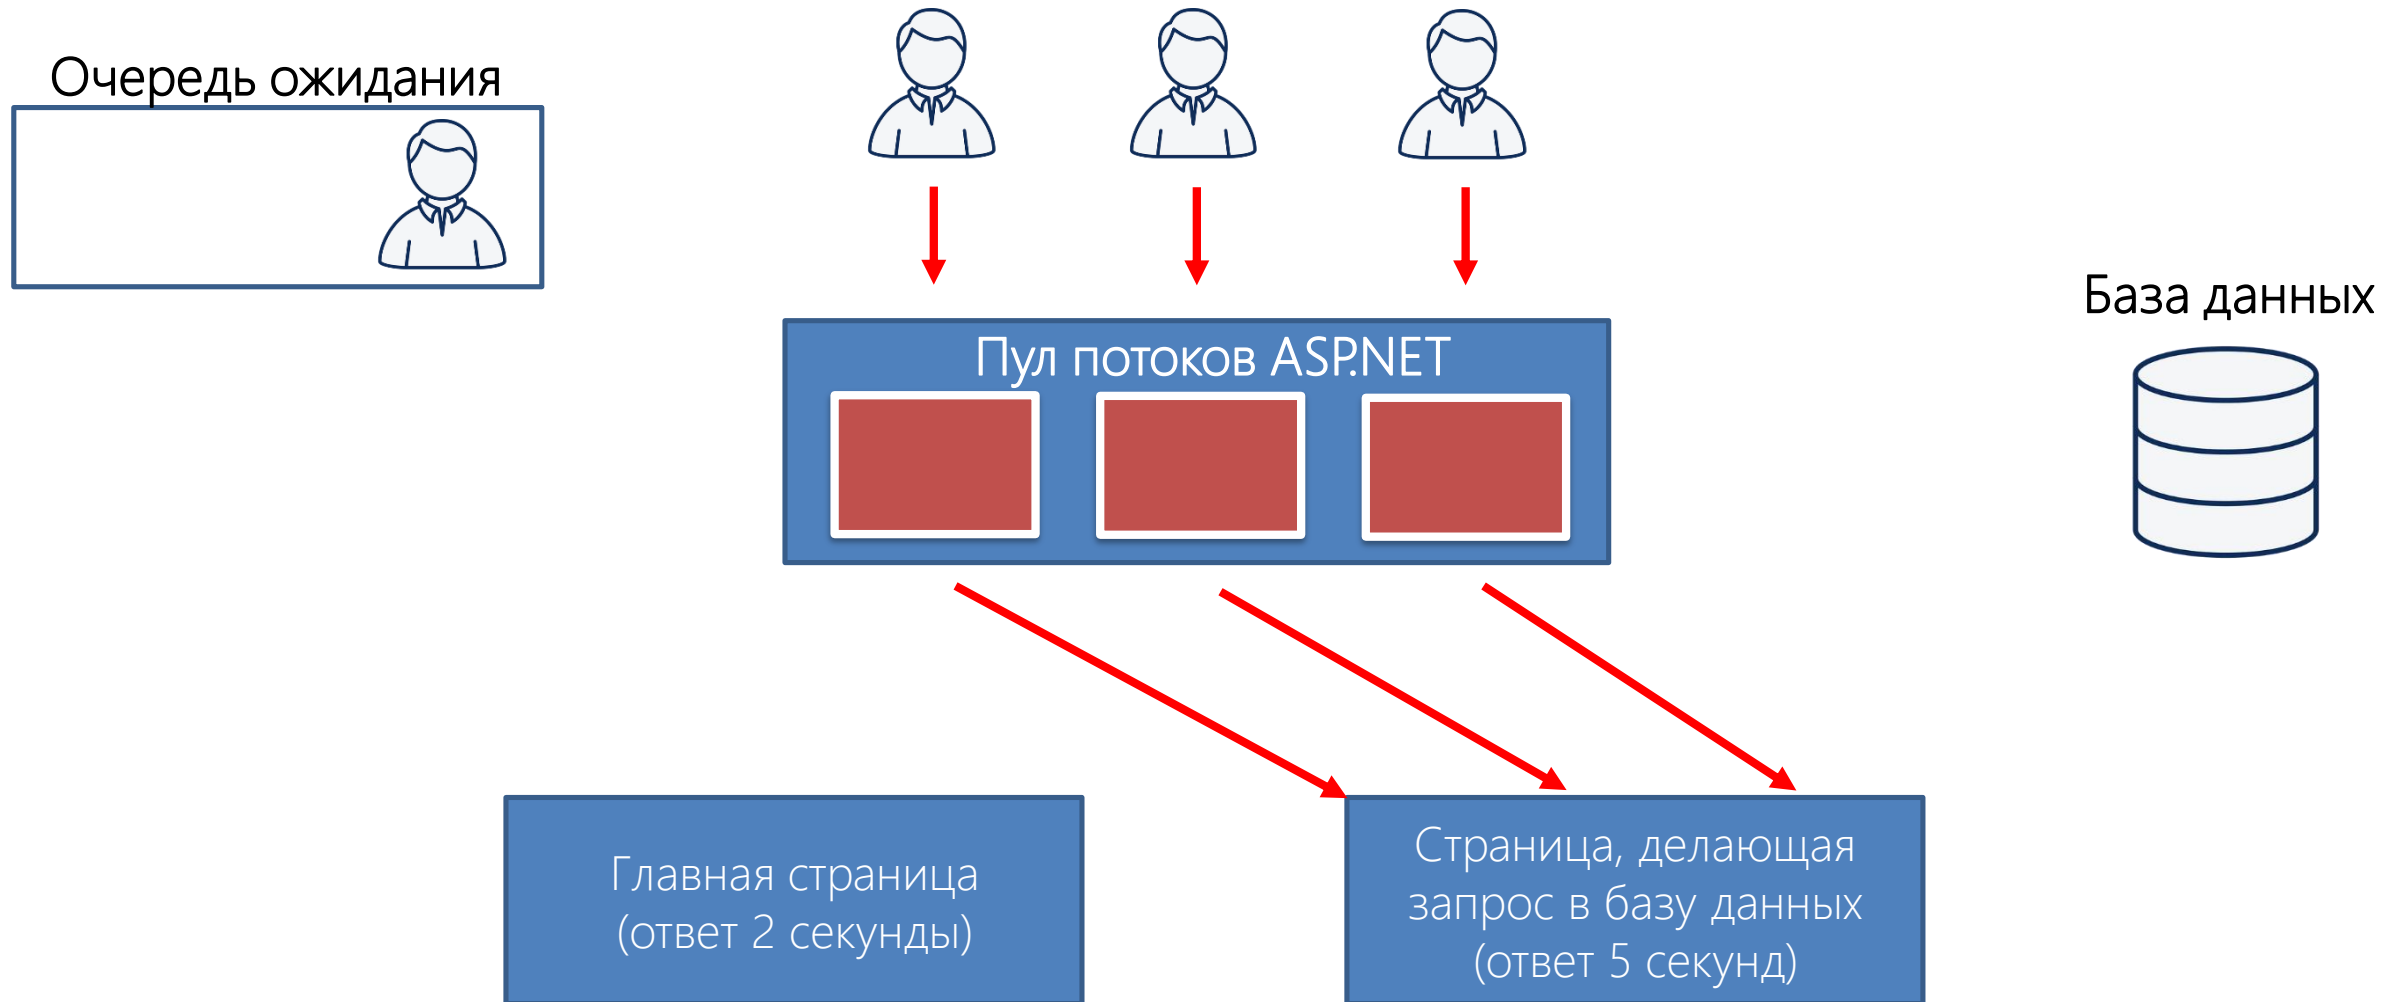 Очередь ожидания
База данных
Пул потоков ASP.NET
Главная страница
(ответ 2 секунды)
Страница, делающая
запрос в базу данных
(ответ 5 секунд)